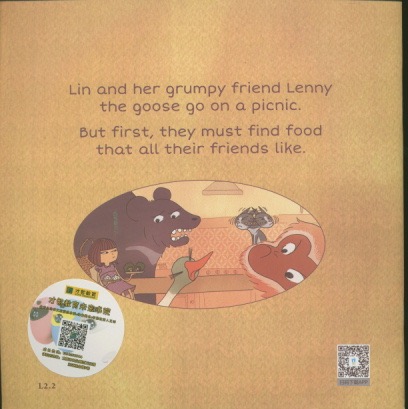 Lin and her grumpy friend Lenny
the goose go on a picnic.
But first, they must find food
that all their friends like.
1.2.2